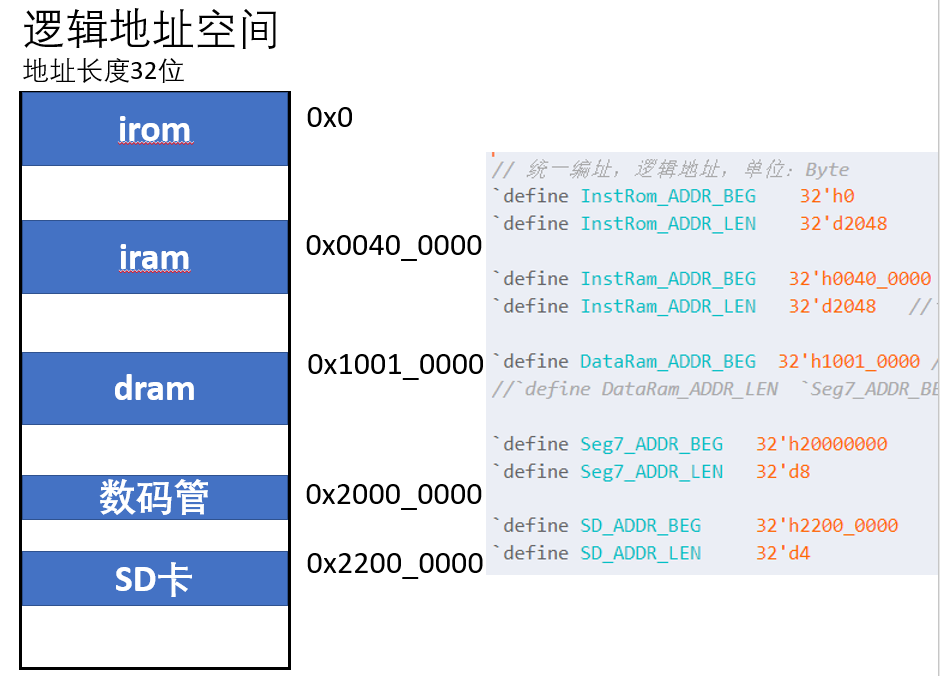 逻辑地址空间
地址长度32位
irom
0x0
iram
0x0040_0000
dram
0x1001_0000
数码管
0x2000_0000
SD卡
0x2200_0000
// 统一编址，逻辑地址，单位：Byte
`define InstRom_ADDR_BEG 32'h0
`define InstRom_ADDR_LEN 32'd2048
`define InstRam_ADDR_BEG 32'h0040_0000
`define InstRam_ADDR_LEN 32'd2048 //
`define DataRam_ADDR_BEG 32'h1001_0000 /
//`define DataRam_ADDR_LEN `Seg7_ADDR_BE
`define Seg7_ADDR_BEG 32'h20000000
`define Seg7_ADDR_LEN 32'd8
`define SD_ADDR_BEG 32'h2200_0000
`define SD_ADDR_LEN 32'd4